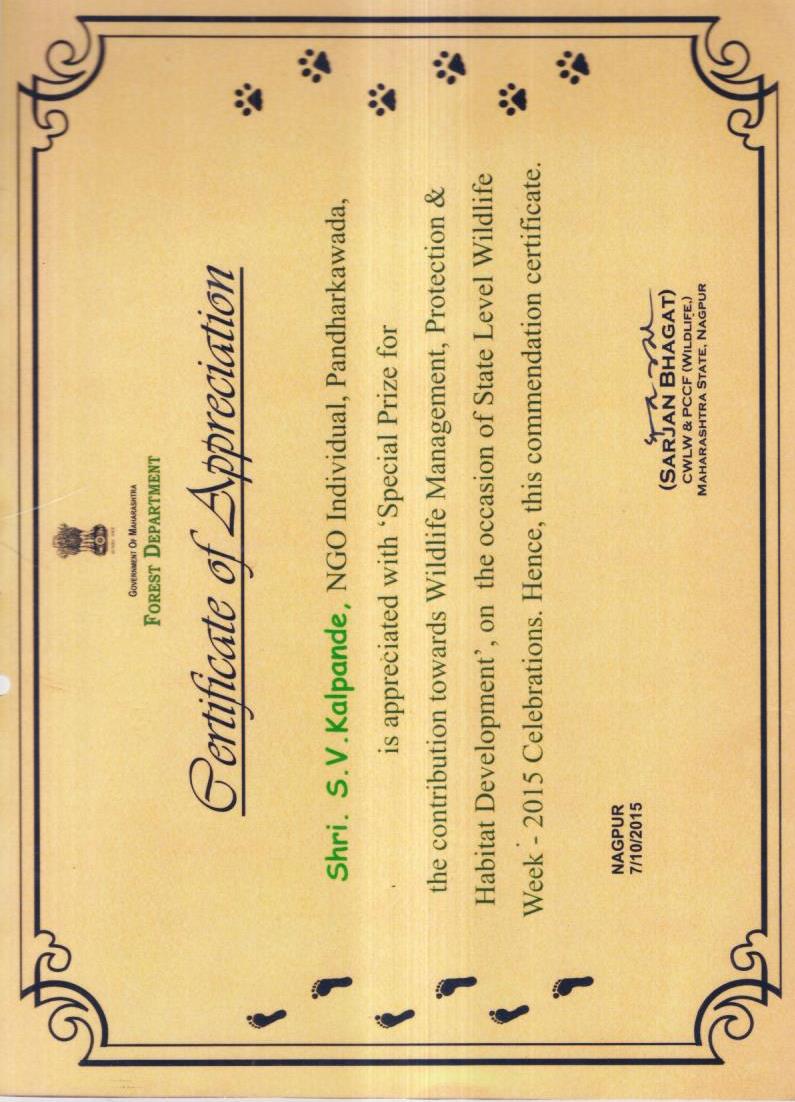 Government Of Maharashtra
Forest Department
Certificate of Appreciation
Shri. S.V.Kalpande, NGO Individual, Pandharkawada,
is appreciated with ‘Special Prize for
the contribution towards Wildlife Management, Protection &
Habitat Development’, on the occasion of State Level Wildlife
Week - 2015 Celebrations. Hence, this commendation certificate.
NAGPUR
7/10/2015
(SARJAN BHAGAT)
CWLW & PCCF (WILDLIFE,)
MAHARASHTRA STATE, NAGPUR